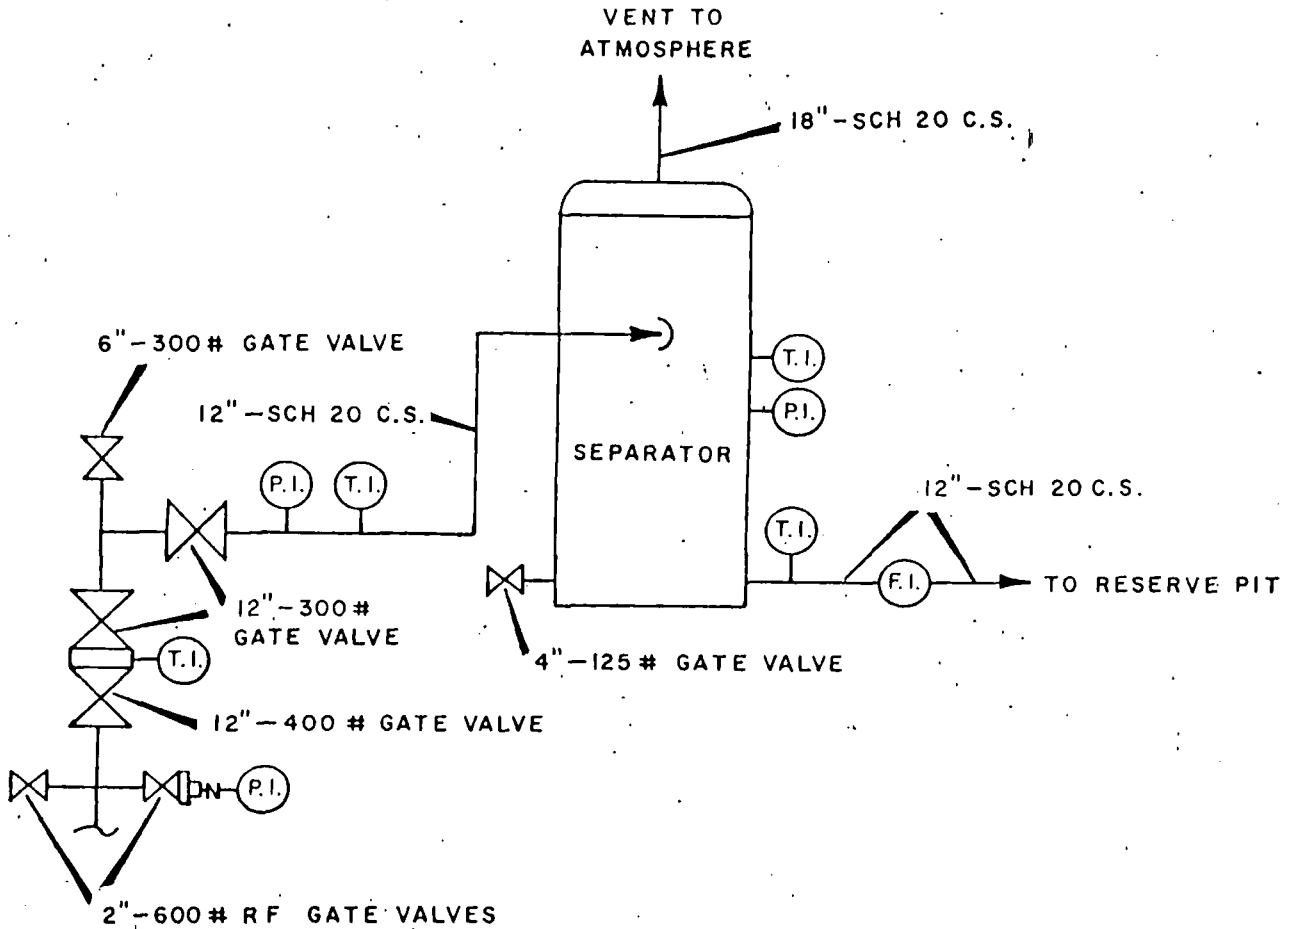 VENT TO
ATMOSPHERE
18"-SCH 20 C.S.
6"-300# GATE VALVE
12"-SCH 20 C.S.
T.I.
P.I.
SEPARATOR
P.I.
T.I.
12"-SCH 20 C.S.
T.I.
F.I.
TO RESERVE PIT
12"-300#
GATE VALVE
T.I.
4"-125# GATE VALVE
12"-400# GATE VALVE
P.I.
2"-600# RF GATE VALVES